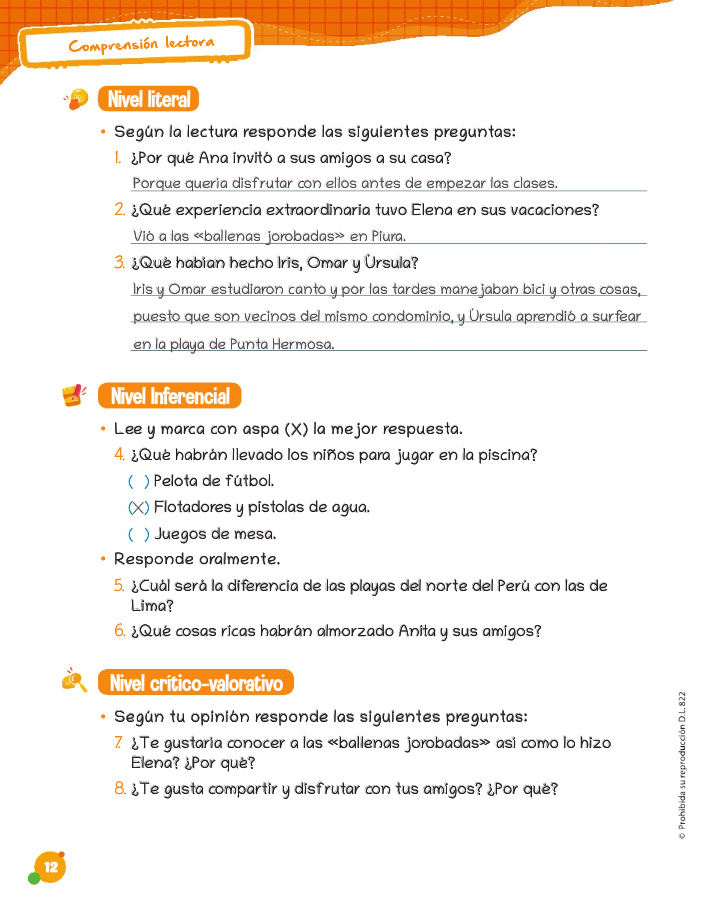 Comprensión lectora
Nivel literal
• Según la lectura responde las siguientes preguntas:
1. ¿Por qué Ana invitó a sus amigos a su casa?
Porque quería disfrutar con ellos antes de empezar las clases.
2. ¿Qué experiencia extraordinaria tuvo Elena en sus vacaciones?
Vió a las «ballenas jorobadas» en Piura.
3. ¿Qué habían hecho Iris, Omar y Úrsula?
Iris y Omar estudiaron canto y por las tardes manejaban bici y otras cosas,
puesto que son vecinos del mismo condominio, y Úrsula aprendió a surfear
en la playa de Punta Hermosa.
Nivel Inferencial
• Lee y marca con aspa (X) la mejor respuesta.
4. ¿Qué habrán llevado los niños para jugar en la piscina?
( ) Pelota de fútbol.
(X) Flotadores y pistolas de agua.
( ) Juegos de mesa.
• Responde oralmente.
5. ¿Cuál será la diferencia de las playas del norte del Perú con las de
Lima?
6. ¿Qué cosas ricas habrán almorzado Anita y sus amigos?
Nivel crítico-valorativo
• Según tu opinión responde las siguientes preguntas:
7. ¿Te gustaría conocer a las «ballenas jorobadas» así como lo hizo
Elena? ¿Por qué?
8. ¿Te gusta compartir y disfrutar con tus amigos? ¿Por qué?
© Prohibida su reproducción D.L.822
12